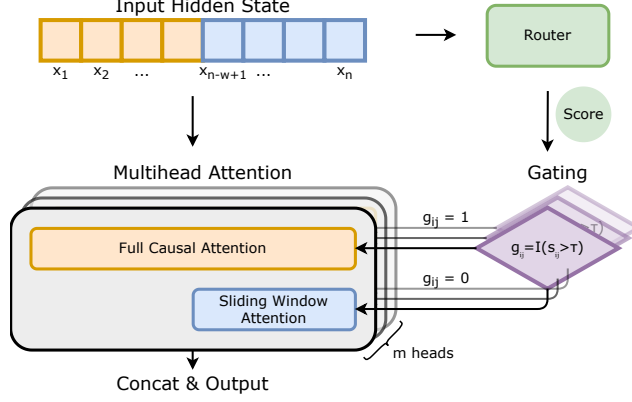 Input Hidden State
x1 x2 ... xn-w+1 ... xn
Router
Score
Multihead Attention
Gating
gij = 1
Full Causal Attention
gij=I(sij>τ)
gij = 0
Sliding Window
Attention
m heads
Concat & Output